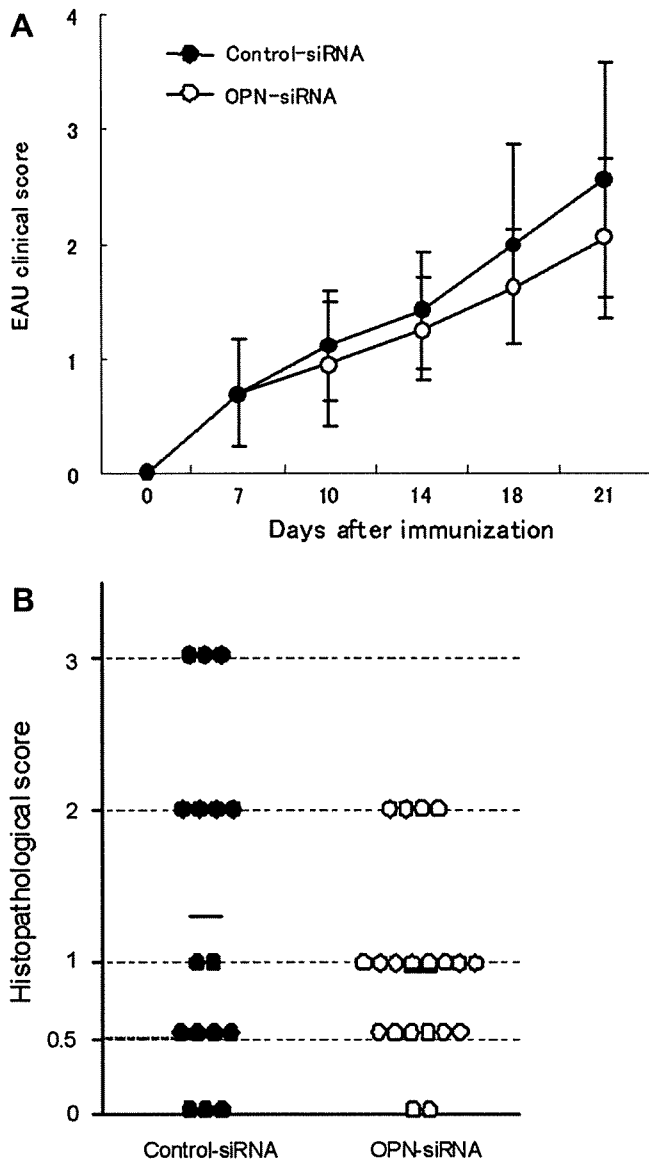 A
4
Control-siRNA
OPN-siRNA
3
EAU clinical score
2
1
0
0 7 10 14 18 21
Days after immunization
B
3
Histopathological score
2
1
0.5
0
Control-siRNA OPN-siRNA